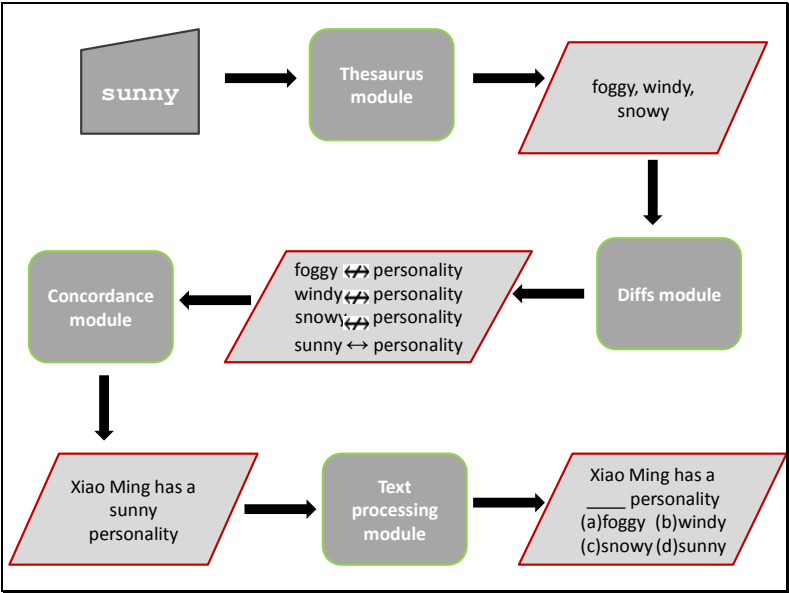 sunny
Thesaurus
module
foggy, windy,
snowy
Diffs module
foggy ↮ personality
windy ↮ personality
snowy ↮ personality
sunny ↔ personality
Concordance
module
Xiao Ming has a
sunny
personality
Text
processing
module
Xiao Ming has a
____ personality
(a)foggy (b)windy
(c)snowy (d)sunny